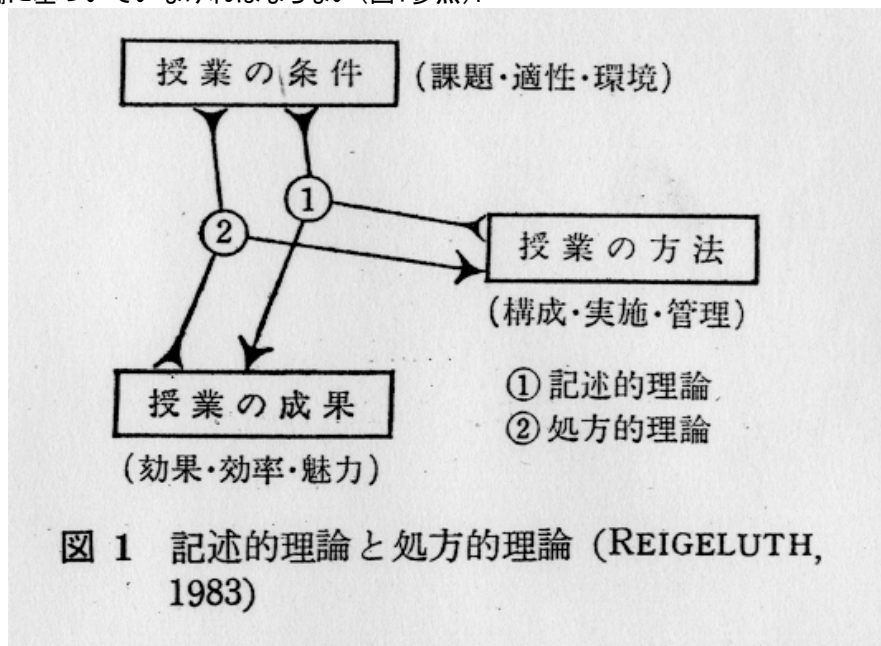 授業の条件 (課題・適性・環境)
①
②
授業の方法
(構成・実施・管理)
①記述的理論
②処方的理論
授業の成果
(効果・効率・魅力)
図 1 記述的理論と処方的理論 (REIGELUTH,
1983)